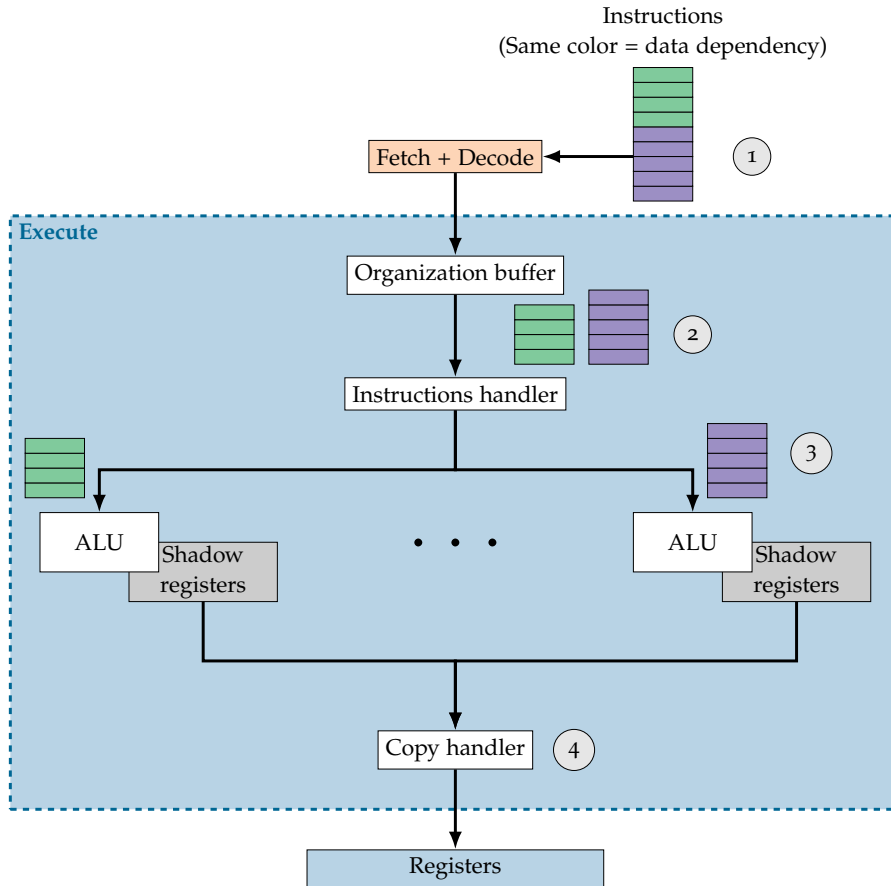 Instructions
(Same color = data dependency)
Fetch + Decode
1
Execute
Organization buffer
2
Instructions handler
3
ALU
Shadow
registers
ALU
Shadow
registers
Copy handler
4
Registers